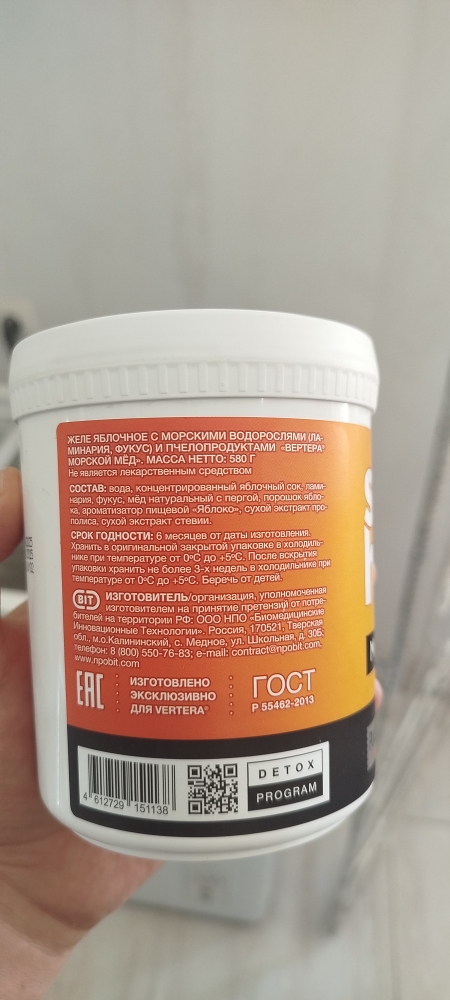 ЖЕЛЕ ЯБЛОЧНОЕ С МОРСКИМИ ВОДОРОСЛЯМИ (ЛА-
МИНАРИЯ, ФУКУС) И ПЧЕЛОПРОДУКТАМИ «ВЕРТЕРА®
МОРСКОЙ МЁД». МАССА НЕТТО: 580 Г
Не является лекарственным средством
СОСТАВ: вода, концентрированный яблочный сок, лами-
нария, фукус, мёд натуральный с пергой, порошок ябло-
ка, ароматизатор пищевой «Яблоко», сухой экстракт про-
полиса, сухой экстракт стевии.
СРОК ГОДНОСТИ: 6 месяцев от даты изготовления.
Хранить в оригинальной закрытой упаковке в холодиль-
нике при температуре от 0ºС до +5ºС. После вскрытия
упаковки хранить не более 3-х недель в холодильнике при
температуре от 0ºС до +5ºС. Беречь от детей.
BIT ИЗГОТОВИТЕЛЬ/организация, уполномоченная
изготовителем на принятие претензий от потре-
бителей на территории РФ: ООО НПО «Биомедицинские
Инновационные Технологии». Россия, 170521, Тверская
обл., м.о.Калининский, с. Медное, ул. Школьная, д. 30Б;
телефон: 8 (800) 550-76-83; e-mail: contract@npobit.com;
www.npobit.com
EAC
ИЗГОТОВЛЕНО
ЭКСКЛЮЗИВНО
ДЛЯ VERTERA®
ГОСТ
Р 55462-2013
4 612729 151138
DETOX
PROGRAM